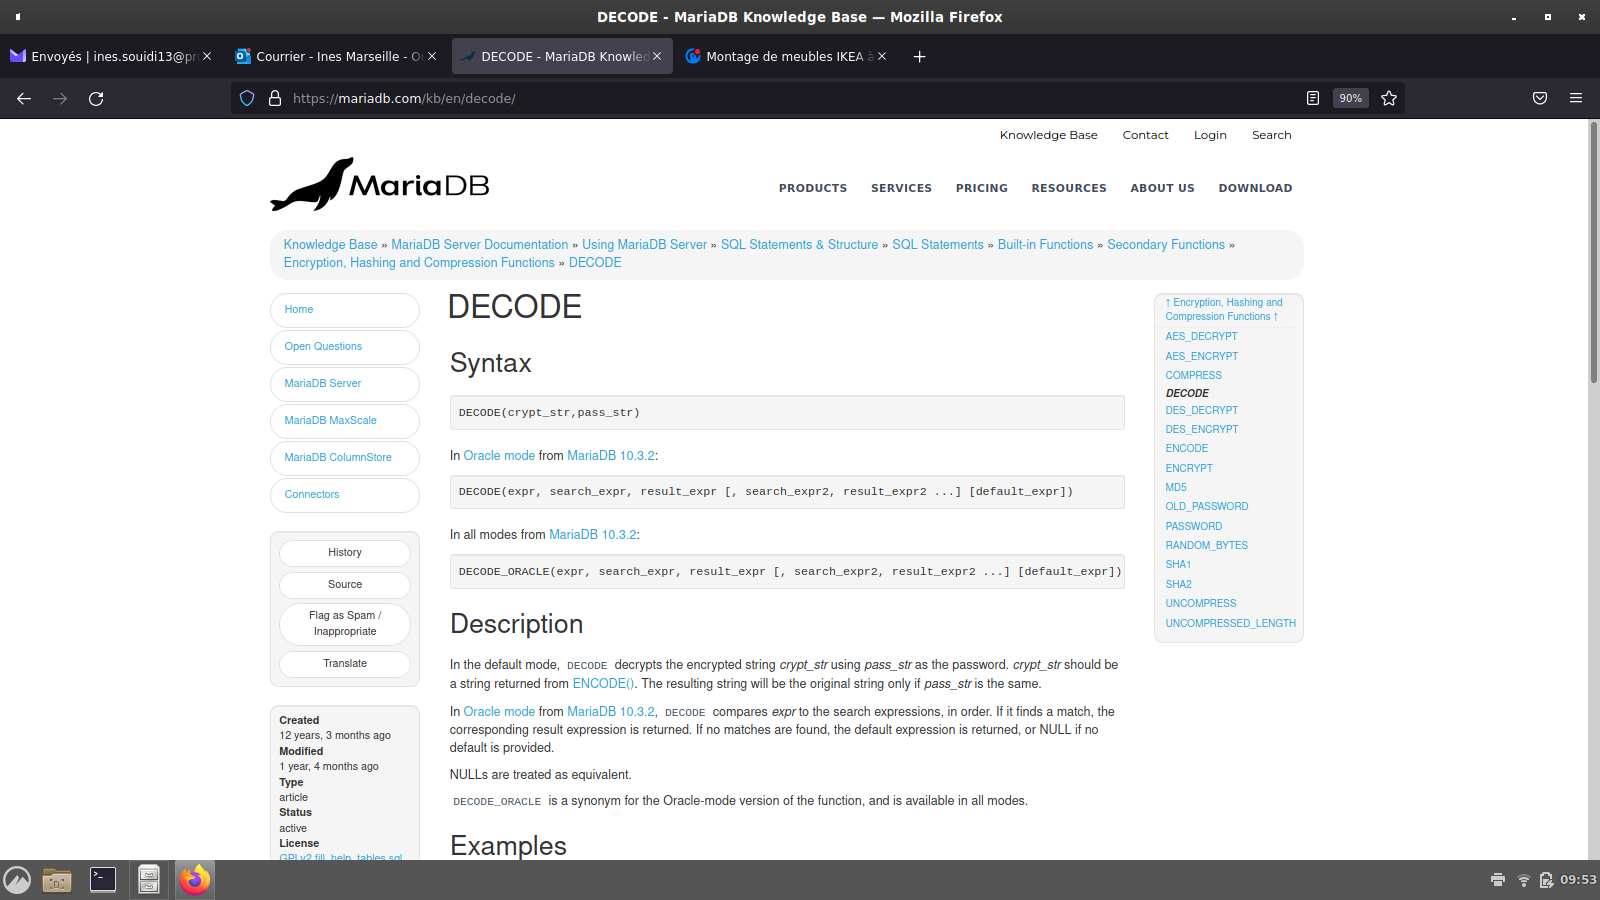 DECODE - MariaDB Knowledge Base — Mozilla Firefox
Envoyés | ines.souidi13@pr
Courrier - Ines Marseille - O
DECODE - MariaDB Knowled
Montage de meubles IKEA à
https://mariadb.com/kb/en/decode/
90%
Knowledge Base Contact Login Search
MariaDB
PRODUCTS SERVICES PRICING RESOURCES ABOUT US DOWNLOAD
Knowledge Base » MariaDB Server Documentation » Using MariaDB Server » SQL Statements & Structure » SQL Statements » Built-in Functions » Secondary Functions »
Encryption, Hashing and Compression Functions » DECODE
Home
Open Questions
MariaDB Server
MariaDB MaxScale
MariaDB ColumnStore
Connectors
History
Source
Flag as Spam /
Inappropriate
Translate
Created
12 years, 3 months ago
Modified
1 year, 4 months ago
Type
article
Status
active
License
GPLv2 fill_help_tables.sql
DECODE
Syntax
DECODE(crypt_str,pass_str)
In Oracle mode from MariaDB 10.3.2:
DECODE(expr, search_expr, result_expr [, search_expr2, result_expr2 ...] [default_expr])
In all modes from MariaDB 10.3.2:
DECODE_ORACLE(expr, search_expr, result_expr [, search_expr2, result_expr2 ...] [default_expr])
Description
In the default mode, DECODE decrypts the encrypted string crypt_str using pass_str as the password. crypt_str should be
a string returned from ENCODE(). The resulting string will be the original string only if pass_str is the same.
In Oracle mode from MariaDB 10.3.2, DECODE compares expr to the search expressions, in order. If it finds a match, the
corresponding result expression is returned. If no matches are found, the default expression is returned, or NULL if no
default is provided.
NULLs are treated as equivalent.
DECODE_ORACLE is a synonym for the Oracle-mode version of the function, and is available in all modes.
Examples
↑ Encryption, Hashing and
Compression Functions ↑
AES_DECRYPT
AES_ENCRYPT
COMPRESS
DECODE
DES_DECRYPT
DES_ENCRYPT
ENCODE
ENCRYPT
MD5
OLD_PASSWORD
PASSWORD
RANDOM_BYTES
SHA1
SHA2
UNCOMPRESS
UNCOMPRESSED_LENGTH
09:53